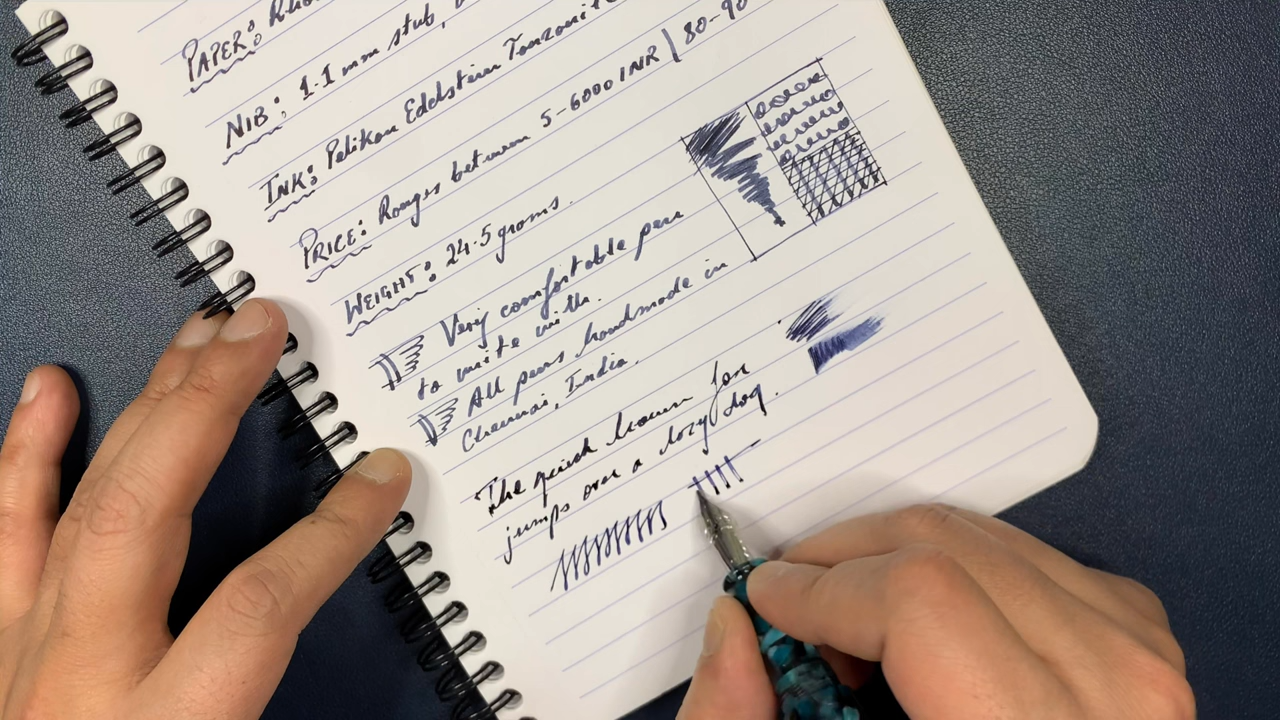 PAPER:
NIB: 1.1 mm stub,
INK: Pelikan Edelstein Tanzanite
PRICE: Ranges between 5-6000 INR / 80-90
WEIGHT: 24.5 grams.
Very comfortable pen
to write with.
All pens handmade in
Chennai, India.
The quick brown fox
jumps over a lazy dog.